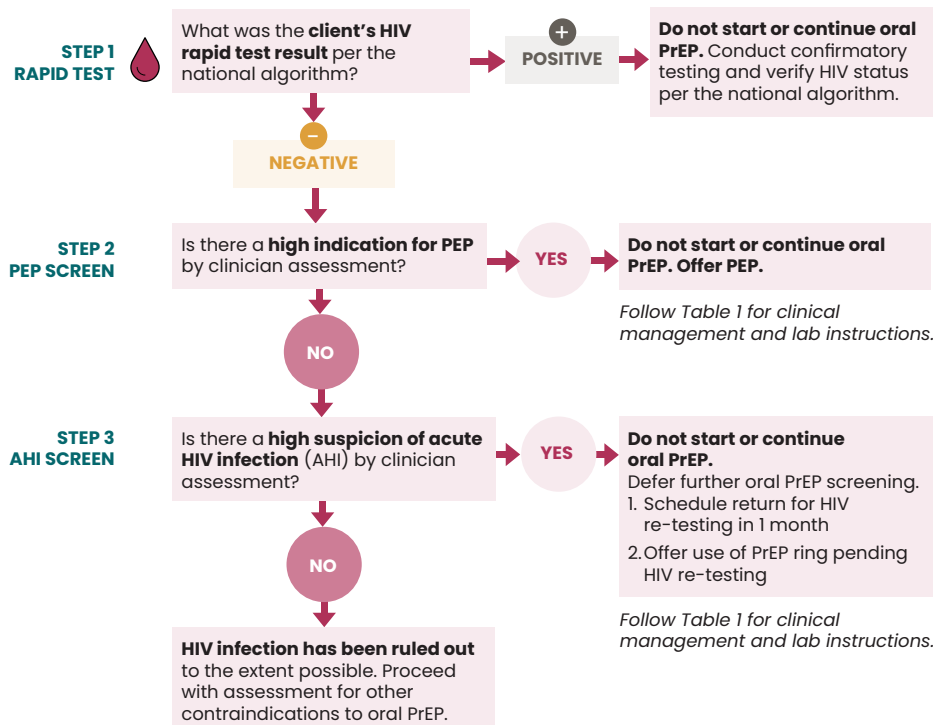 STEP 1
RAPID TEST
What was the client's HIV
rapid test result per the
national algorithm?
+
POSITIVE
Do not start or continue oral
PrEP. Conduct confirmatory
testing and verify HIV status
per the national algorithm.
−
NEGATIVE
STEP 2
PEP SCREEN
Is there a high indication for PEP
by clinician assessment?
YES
Do not start or continue oral
PrEP. Offer PEP.
Follow Table 1 for clinical
management and lab instructions.
NO
STEP 3
AHI SCREEN
Is there a high suspicion of acute
HIV infection (AHI) by clinician
assessment?
YES
Do not start or continue
oral PrEP.
Defer further oral PrEP screening.
1. Schedule return for HIV
re-testing in 1 month
2. Offer use of PrEP ring pending
HIV re-testing
Follow Table 1 for clinical
management and lab instructions.
NO
HIV infection has been ruled out
to the extent possible. Proceed
with assessment for other
contraindications to oral PrEP.